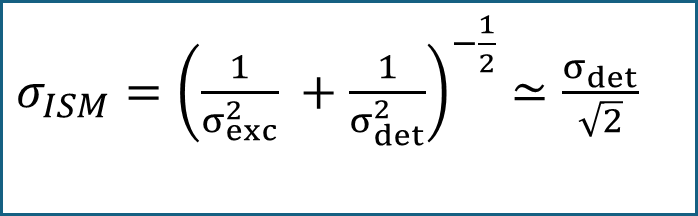 σ_ISM = (1/σ²_exc + 1/σ²_det)^(-1/2) ≃ σ_det/√2